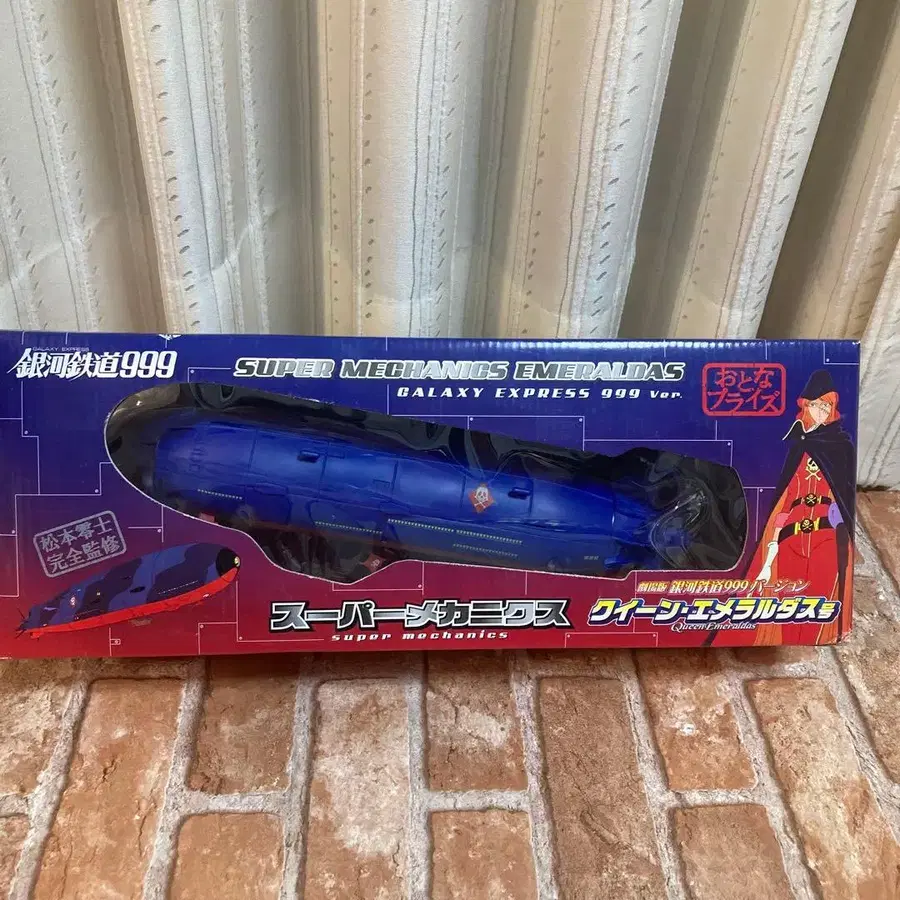 GALAXY EXPRESS
銀河鉄道999
SUPER MECHANICS EMERALDAS
GALAXY EXPRESS 999 Ver.
おとな
プライズ
松本零士
完全監修
スーパーメカニクス
super mechanics
劇場版 銀河鉄道999バージョン
クイーン・エメラルダス号
Queen Emeraldas